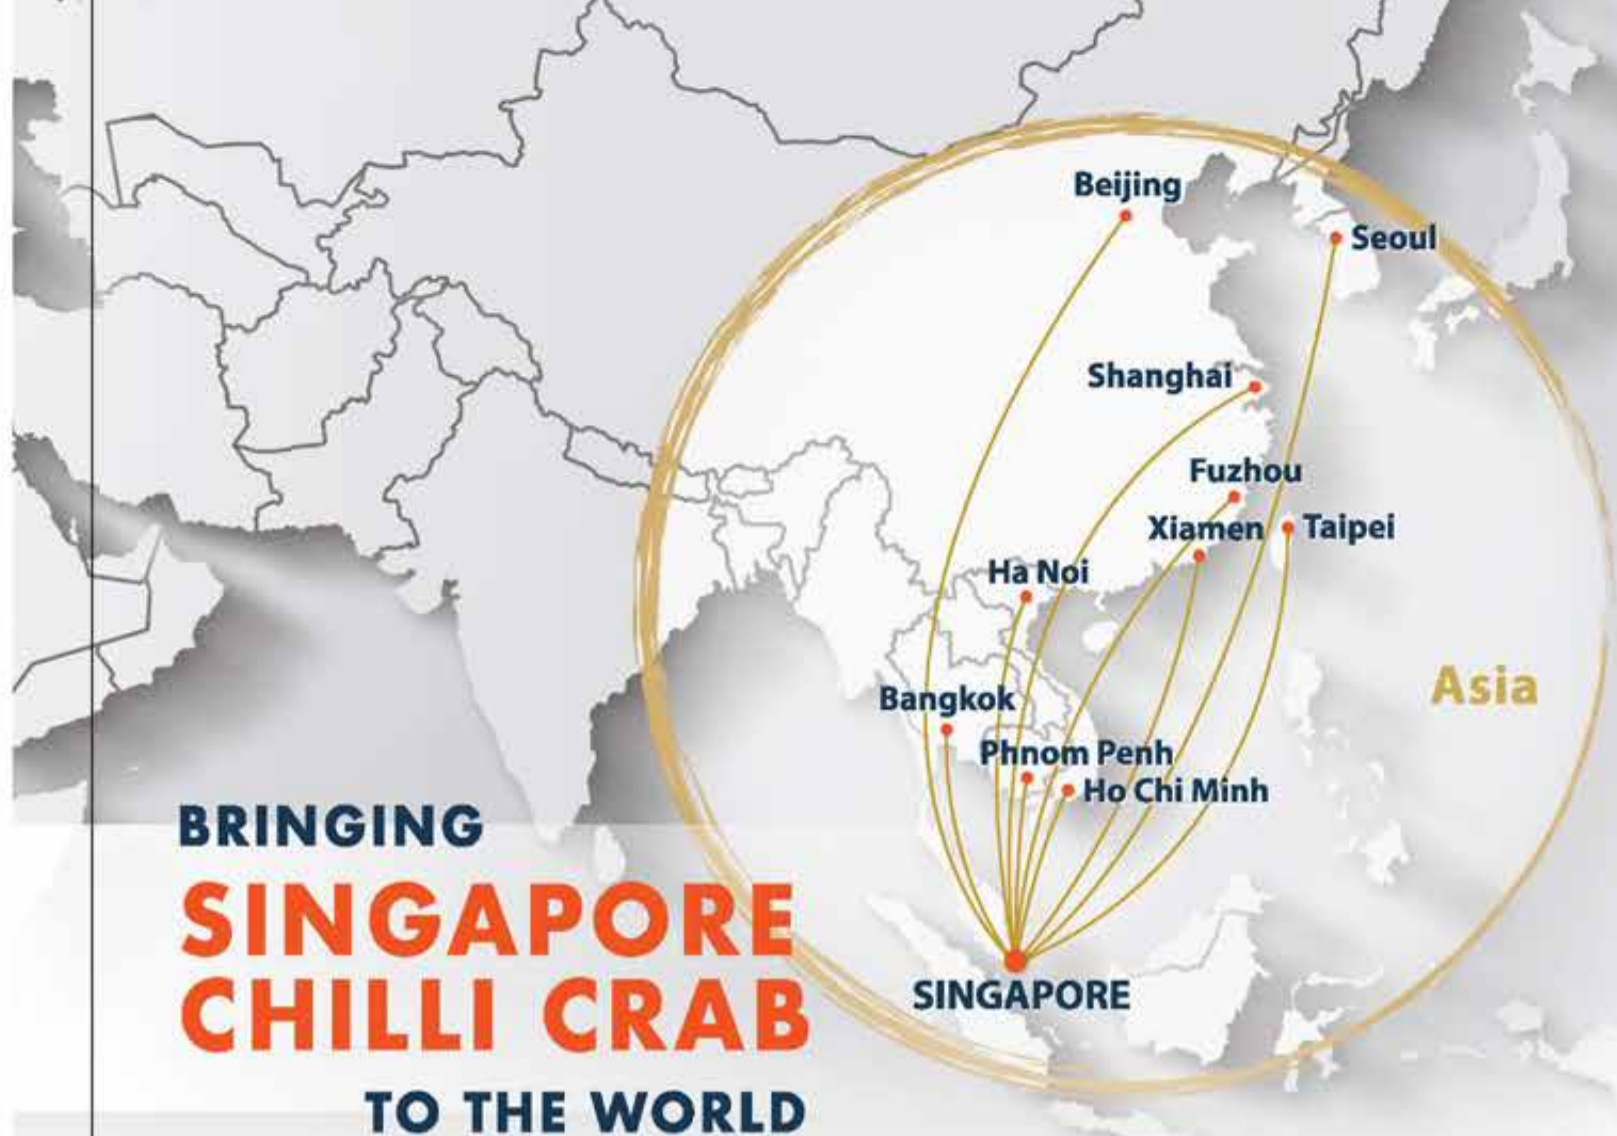 Beijing
Seoul
Shanghai
Fuzhou
Xiamen
Taipei
Ha Noi
Asia
Bangkok
Phnom Penh
Ho Chi Minh
SINGAPORE
BRINGING
SINGAPORE
CHILLI CRAB
TO THE WORLD